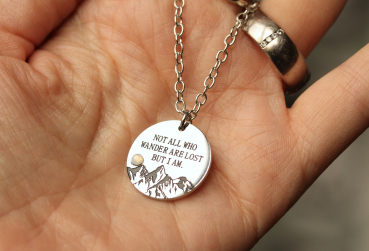 NOT ALL WHO
WANDER ARE LOST
BUT I AM.